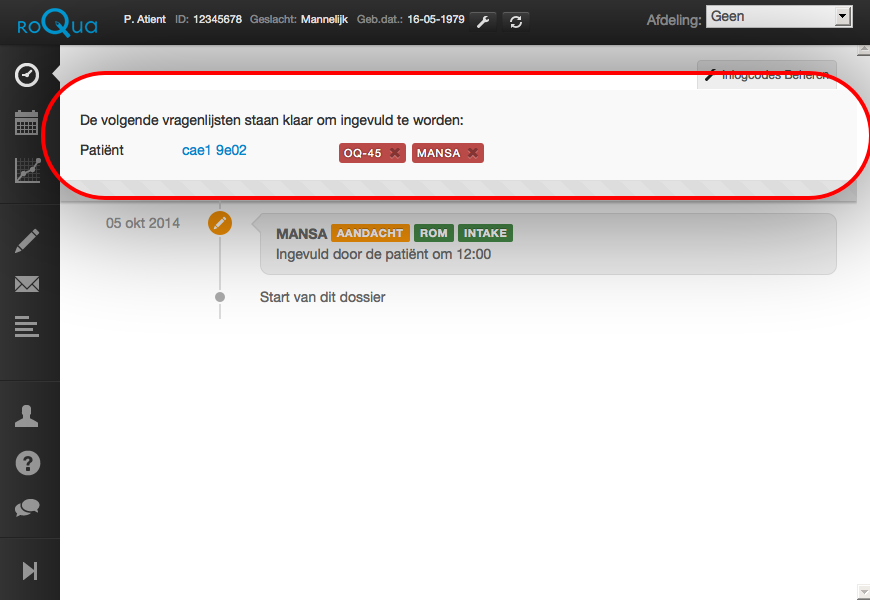 roQua P. Atient ID: 12345678 Geslacht: Mannelijk Geb.dat.: 16-05-1979 Afdeling: Geen
Inlogcodes Beheren
De volgende vragenlijsten staan klaar om ingevuld te worden:
Patiënt cae1 9e02 OQ-45 MANSA
05 okt 2014 MANSA AANDACHT ROM INTAKE
Ingevuld door de patiënt om 12:00
Start van dit dossier